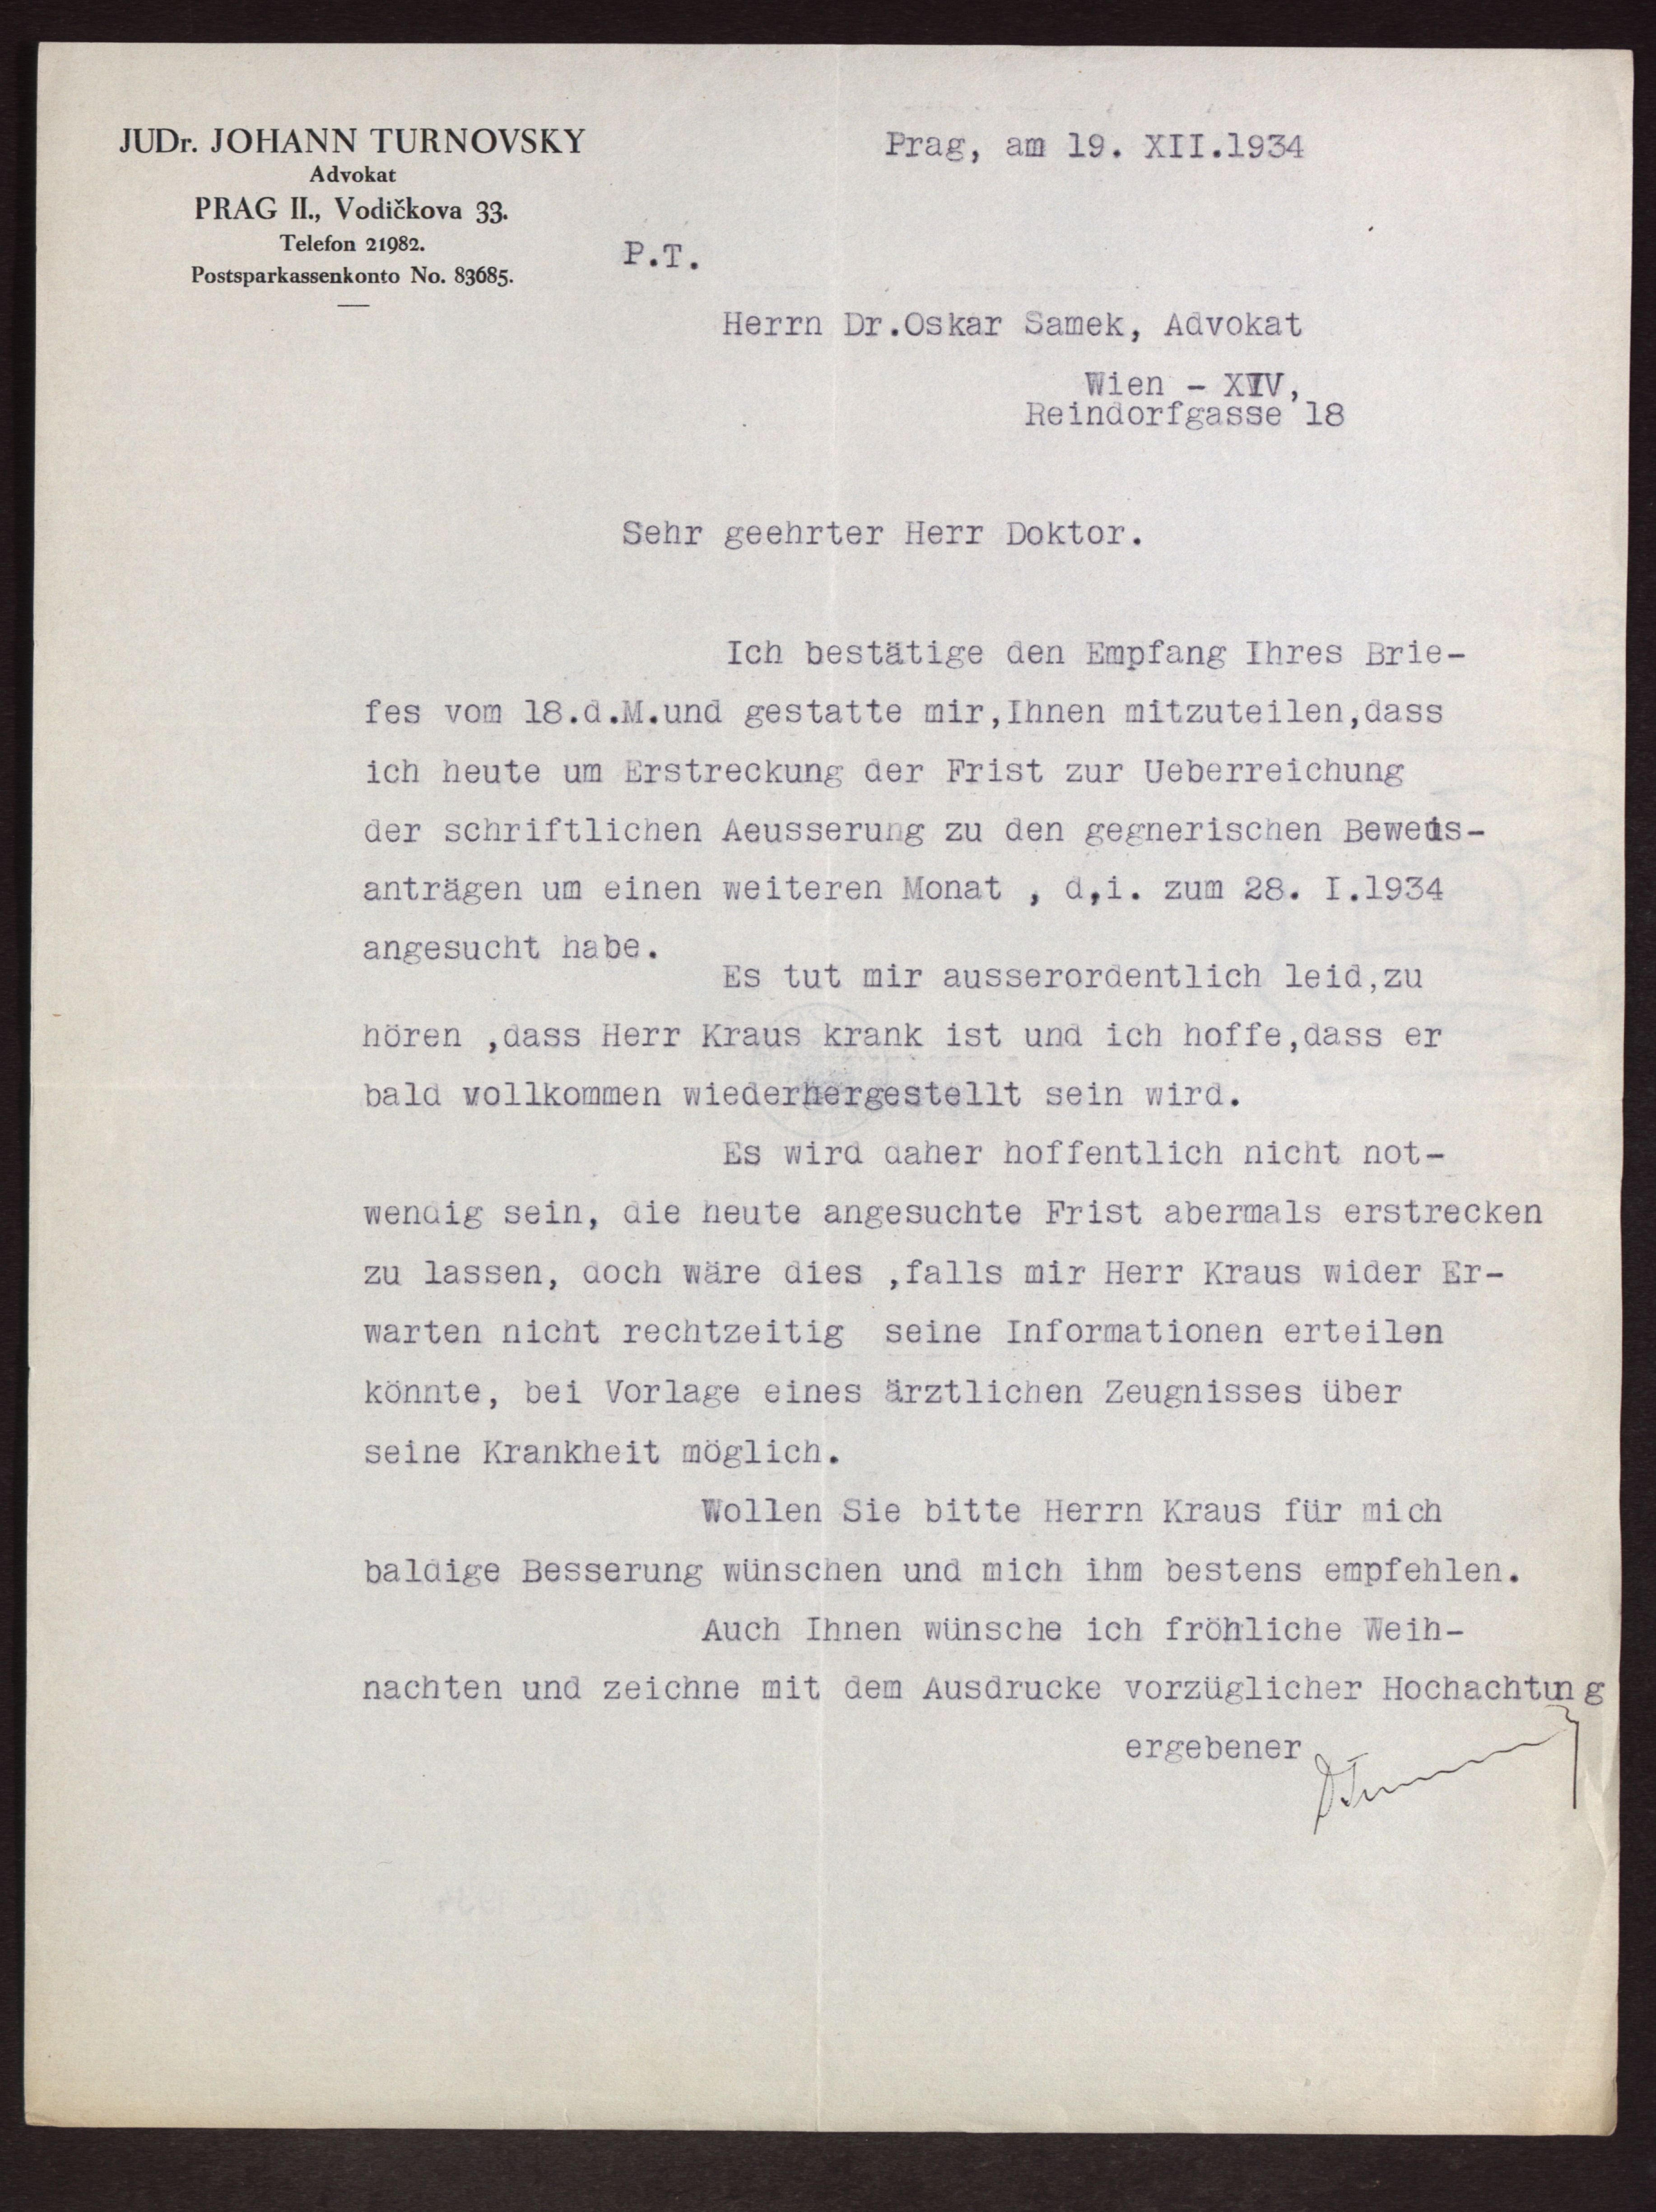 JUDr. JOHANN TURNOVSKY
Advokat
PRAG II., Vodičkova 33.
Telefon 21982.
Postsparkassenkonto No. 83685.
Prag, am 19. XII.1934
P.T.
Herrn Dr.Oskar Samek, Advokat
Wien - XIV,
Reindorfgasse 18
Sehr geehrter Herr Doktor.
Ich bestätige den Empfang Ihres Brie-
fes vom 18.d.M.und gestatte mir,Ihnen mitzuteilen,dass
ich heute um Erstreckung der Frist zur Ueberreichung
der schriftlichen Aeusserung zu den gegnerischen Beweis-
anträgen um einen weiteren Monat , d,i. zum 28. I.1934
angesucht habe.
Es tut mir ausserordentlich leid,zu
hören ,dass Herr Kraus krank ist und ich hoffe,dass er
bald vollkommen wiederhergestellt sein wird.
Es wird daher hoffentlich nicht not-
wendig sein, die heute angesuchte Frist abermals erstrecken
zu lassen, doch wäre dies ,falls mir Herr Kraus wider Er-
warten nicht rechtzeitig seine Informationen erteilen
könnte, bei Vorlage eines ärztlichen Zeugnisses über
seine Krankheit möglich.
Wollen Sie bitte Herrn Kraus für mich
baldige Besserung wünschen und mich ihm bestens empfehlen.
Auch Ihnen wünsche ich fröhliche Weih-
nachten und zeichne mit dem Ausdrucke vorzüglicher Hochachtung
ergebener